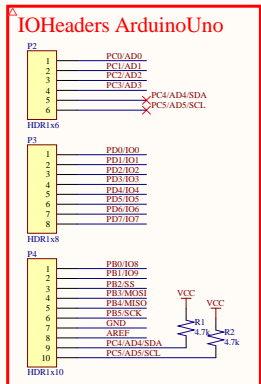 IOHeaders ArduinoUno
P2
1 PC0/AD0
2 PC1/AD1
3 PC2/AD2
4 PC3/AD3
5 PC4/AD4/SDA
6 PC5/AD5/SCL
HDR1x6
P3
1 PD0/IO0
2 PD1/IO1
3 PD2/IO2
4 PD3/IO3
5 PD4/IO4
6 PD5/IO5
7 PD6/IO6
8 PD7/IO7
HDR1x8
P4
1 PB0/IO8
2 PB1/IO9
3 PB2/SS
4 PB3/MOSI
5 PB4/MISO
6 PB5/SCK
7 GND
8 AREF
9 PC4/AD4/SDA
10 PC5/AD5/SCL
HDR1x10
VCC
VCC
R1
4.7k
R2
4.7k